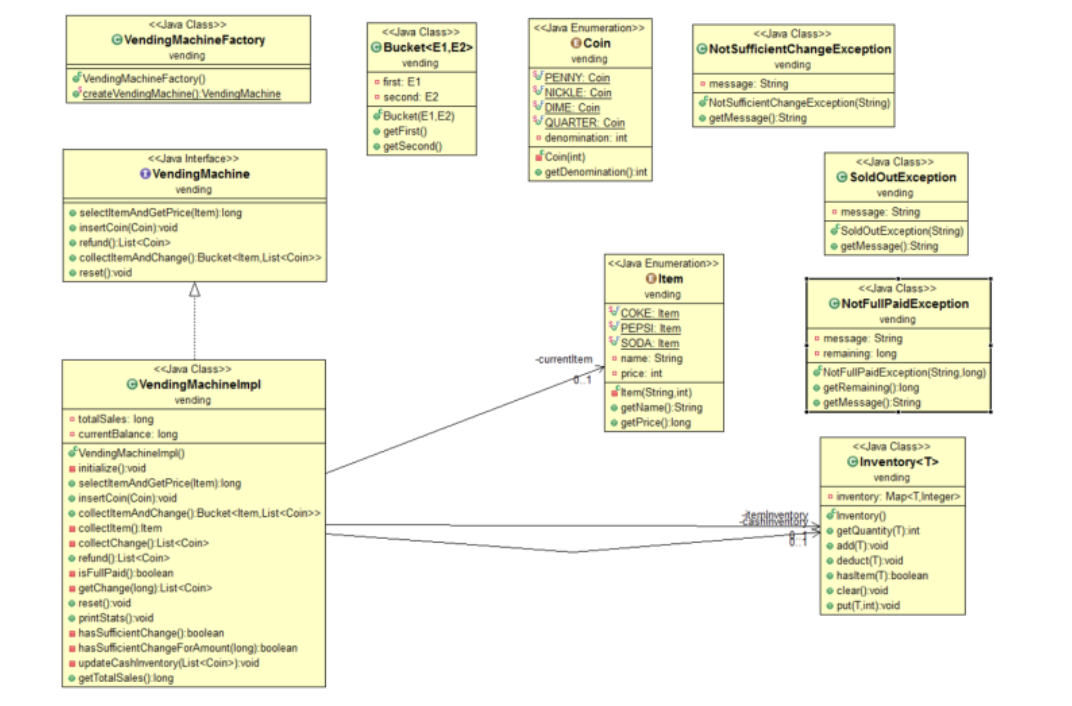 <<Java Class>>
VendingMachineFactory
vending
VendingMachineFactory()
createVendingMachine():VendingMachine
<<Java Class>>
Bucket<E1,E2>
vending
first: E1
second: E2
Bucket(E1,E2)
getFirst()
getSecond()
<<Java Enumeration>>
Coin
vending
PENNY: Coin
NICKLE: Coin
DIME: Coin
QUARTER: Coin
denomination: int
Coin(int)
getDenomination():int
<<Java Class>>
NotSufficientChangeException
vending
message: String
NotSufficientChangeException(String)
getMessage():String
<<Java Interface>>
VendingMachine
vending
selectItemAndGetPrice(Item):long
insertCoin(Coin):void
refund():List<Coin>
collectItemAndChange():Bucket<Item,List<Coin>>
reset():void
<<Java Class>>
SoldOutException
vending
message: String
SoldOutException(String)
getMessage():String
<<Java Enumeration>>
Item
vending
COKE: Item
PEPSI: Item
SODA: Item
name: String
price: int
Item(String,int)
getName():String
getPrice():long
<<Java Class>>
NotFullPaidException
vending
message: String
remaining: long
NotFullPaidException(String,long)
getRemaining():long
getMessage():String
-currentItem
0..1
<<Java Class>>
VendingMachineImpl
vending
totalSales: long
currentBalance: long
VendingMachineImpl()
initialize():void
selectItemAndGetPrice(Item):long
insertCoin(Coin):void
collectItemAndChange():Bucket<Item,List<Coin>>
collectItem():Item
collectChange():List<Coin>
refund():List<Coin>
isFullPaid():boolean
getChange(long):List<Coin>
reset():void
printStats():void
hasSufficientChange():boolean
hasSufficientChangeForAmount(long):boolean
updateCashInventory(List<Coin>):void
getTotalSales():long
-itemInventory
-cashInventory
0..1
0..1
<<Java Class>>
Inventory<T>
vending
inventory: Map<T,Integer>
Inventory()
getQuantity(T):int
add(T):void
deduct(T):void
hasItem(T):boolean
clear():void
put(T,int):void